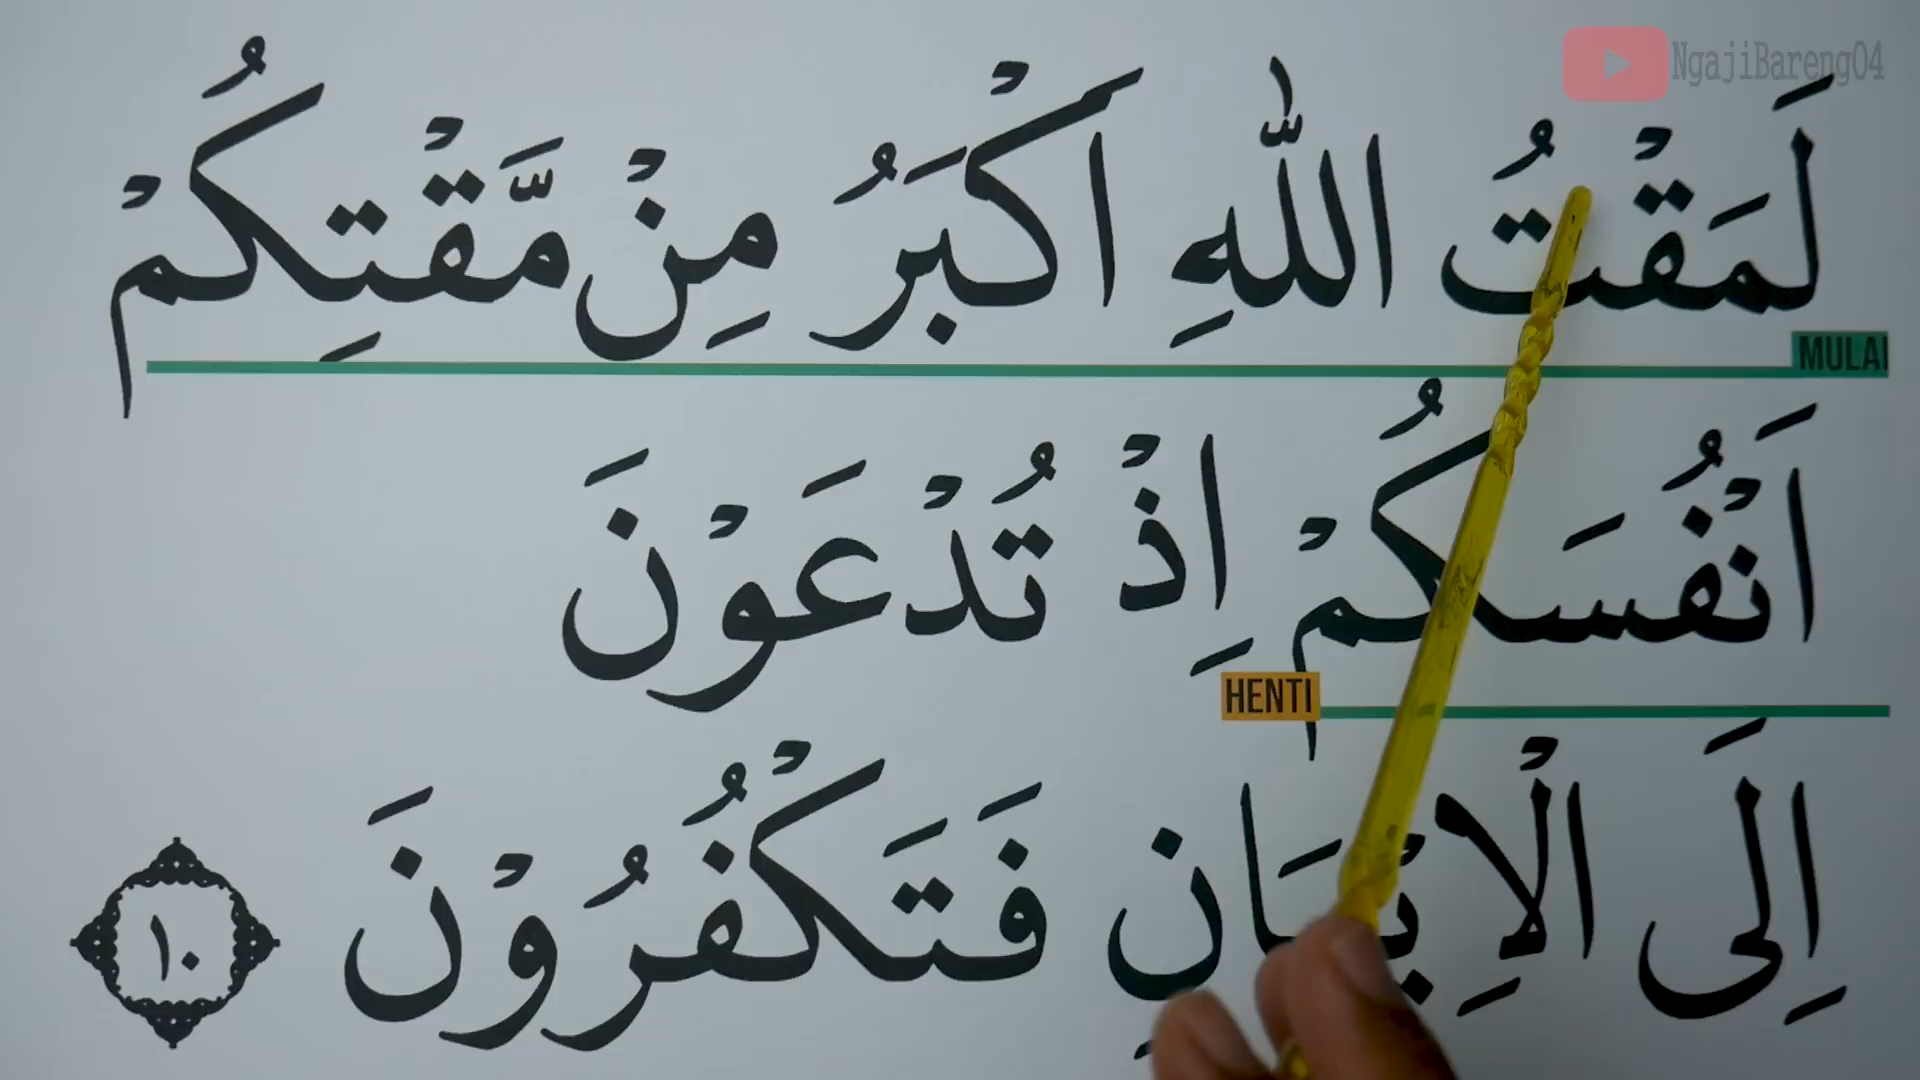 NgajiBareng04
لَمَقْتُ اللّٰهِ اَكْبَرُ مِنْ مَّقْتِكُمْ
MULAI
اَنْفُسَكُمْ اِذْ تُدْعَوْنَ
HENTI
اِلَى الْاِيْمَانِ فَتَكْفُرُوْنَ ١٠